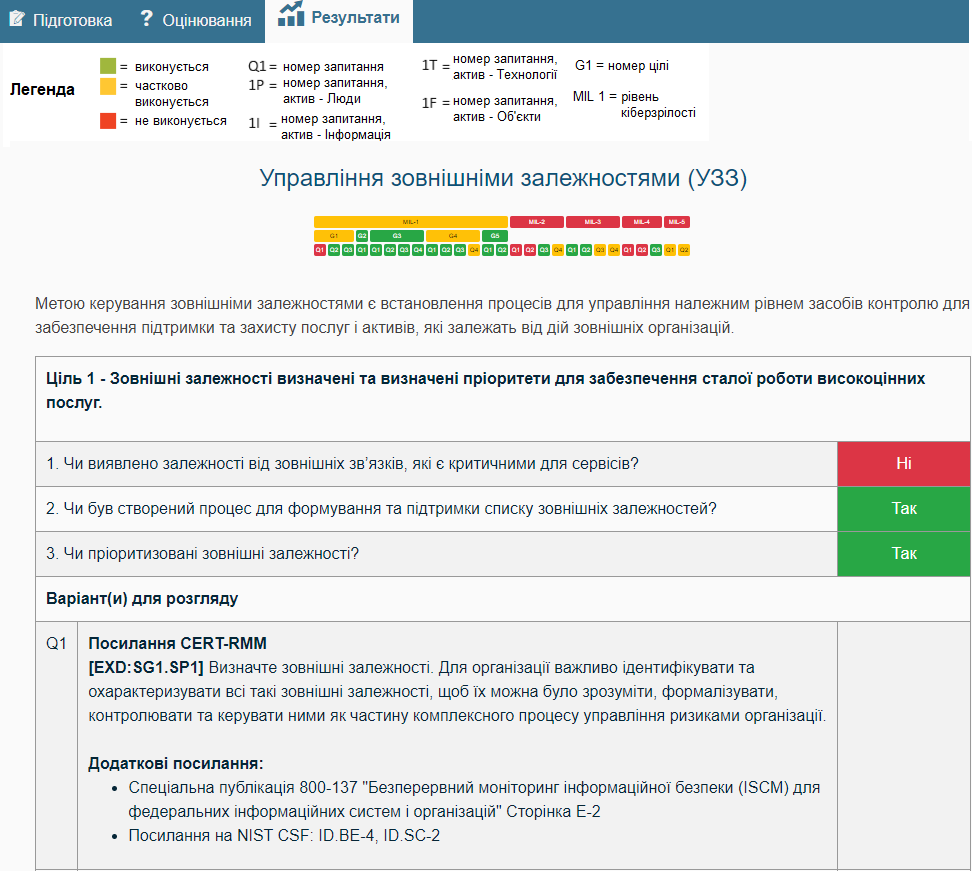 Підготовка
? Оцінювання
Результати
Легенда
= виконується
= частково
виконується
= не виконується
Q1 = номер запитання
1P = номер запитання,
актив - Люди
1I = номер запитання,
актив - Інформація
1T = номер запитання,
актив - Технології
1F = номер запитання,
актив - Об'єкти
G1 = номер цілі
MIL 1 = рівень
кіберзрілості
Управління зовнішніми залежностями (УЗЗ)
MIL-1 MIL-2 MIL-3 MIL-4 MIL-5
G1 G2 G3 G4 G5
Q1 Q2 Q3 Q1 Q1 Q2 Q3 Q4 Q1 Q2 Q3 Q4 Q1 Q2 Q1 Q2 Q3 Q4 Q1 Q2 Q3 Q4 Q1 Q2 Q3 Q1 Q2
Метою керування зовнішніми залежностями є встановлення процесів для управління належним рівнем засобів контролю для
забезпечення підтримки та захисту послуг і активів, які залежать від дій зовнішніх організацій.
Ціль 1 - Зовнішні залежності визначені та визначені пріоритети для забезпечення сталої роботи високоцінних
послуг.
1. Чи виявлено залежності від зовнішніх зв’язків, які є критичними для сервісів? Ні
2. Чи був створений процес для формування та підтримки списку зовнішніх залежностей? Так
3. Чи пріоритизовані зовнішні залежності? Так
Варіант(и) для розгляду
Q1 Посилання CERT-RMM
[EXD:SG1.SP1] Визначте зовнішні залежності. Для організації важливо ідентифікувати та
охарактеризувати всі такі зовнішні залежності, щоб їх можна було зрозуміти, формалізувати,
контролювати та керувати ними як частину комплексного процесу управління ризиками організації.
Додаткові посилання:
• Спеціальна публікація 800-137 "Безперервний моніторинг інформаційної безпеки (ISCM) для
федеральних інформаційних систем і організацій" Сторінка E-2
• Посилання на NIST CSF: ID.BE-4, ID.SC-2